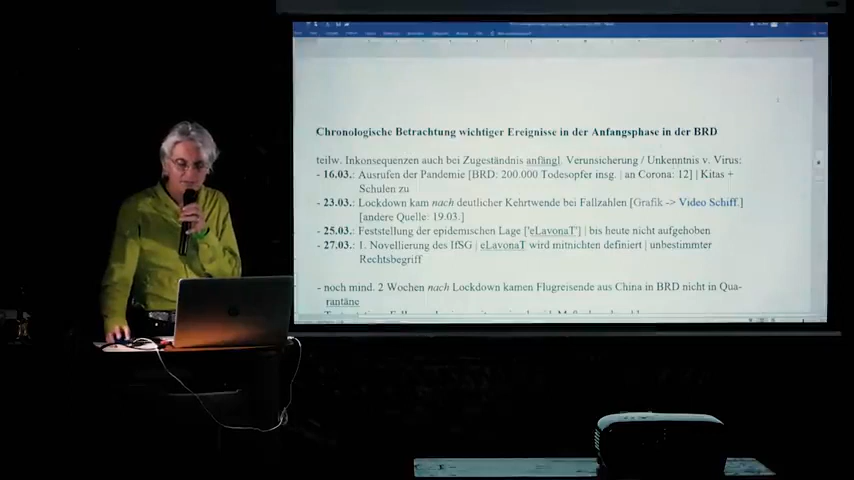 Chronologische Betrachtung wichtiger Ereignisse in der Anfangsphase in der BRD
teilw. Inkonsequenzen auch bei Zugeständnis anfängl. Verunsicherung / Unkenntnis v. Virus:
- 16.03.: Ausrufen der Pandemie [BRD: 200.000 Todesopfer insg. | an Corona: 12] | Kitas +
Schulen zu
- 23.03.: Lockdown kam nach deutlicher Kehrtwende bei Fallzahlen [Grafik -> Video Schiff.]
[andere Quelle: 19.03.]
- 25.03.: Feststellung der epidemischen Lage ['eLavonaT'] | bis heute nicht aufgehoben
- 27.03.: 1. Novellierung des IfSG | eLavonaT wird mitnichten definiert | unbestimmter
Rechtsbegriff
- noch mind. 2 Wochen nach Lockdown kamen Flugreisende aus China in BRD nicht in Qua-
rantäne